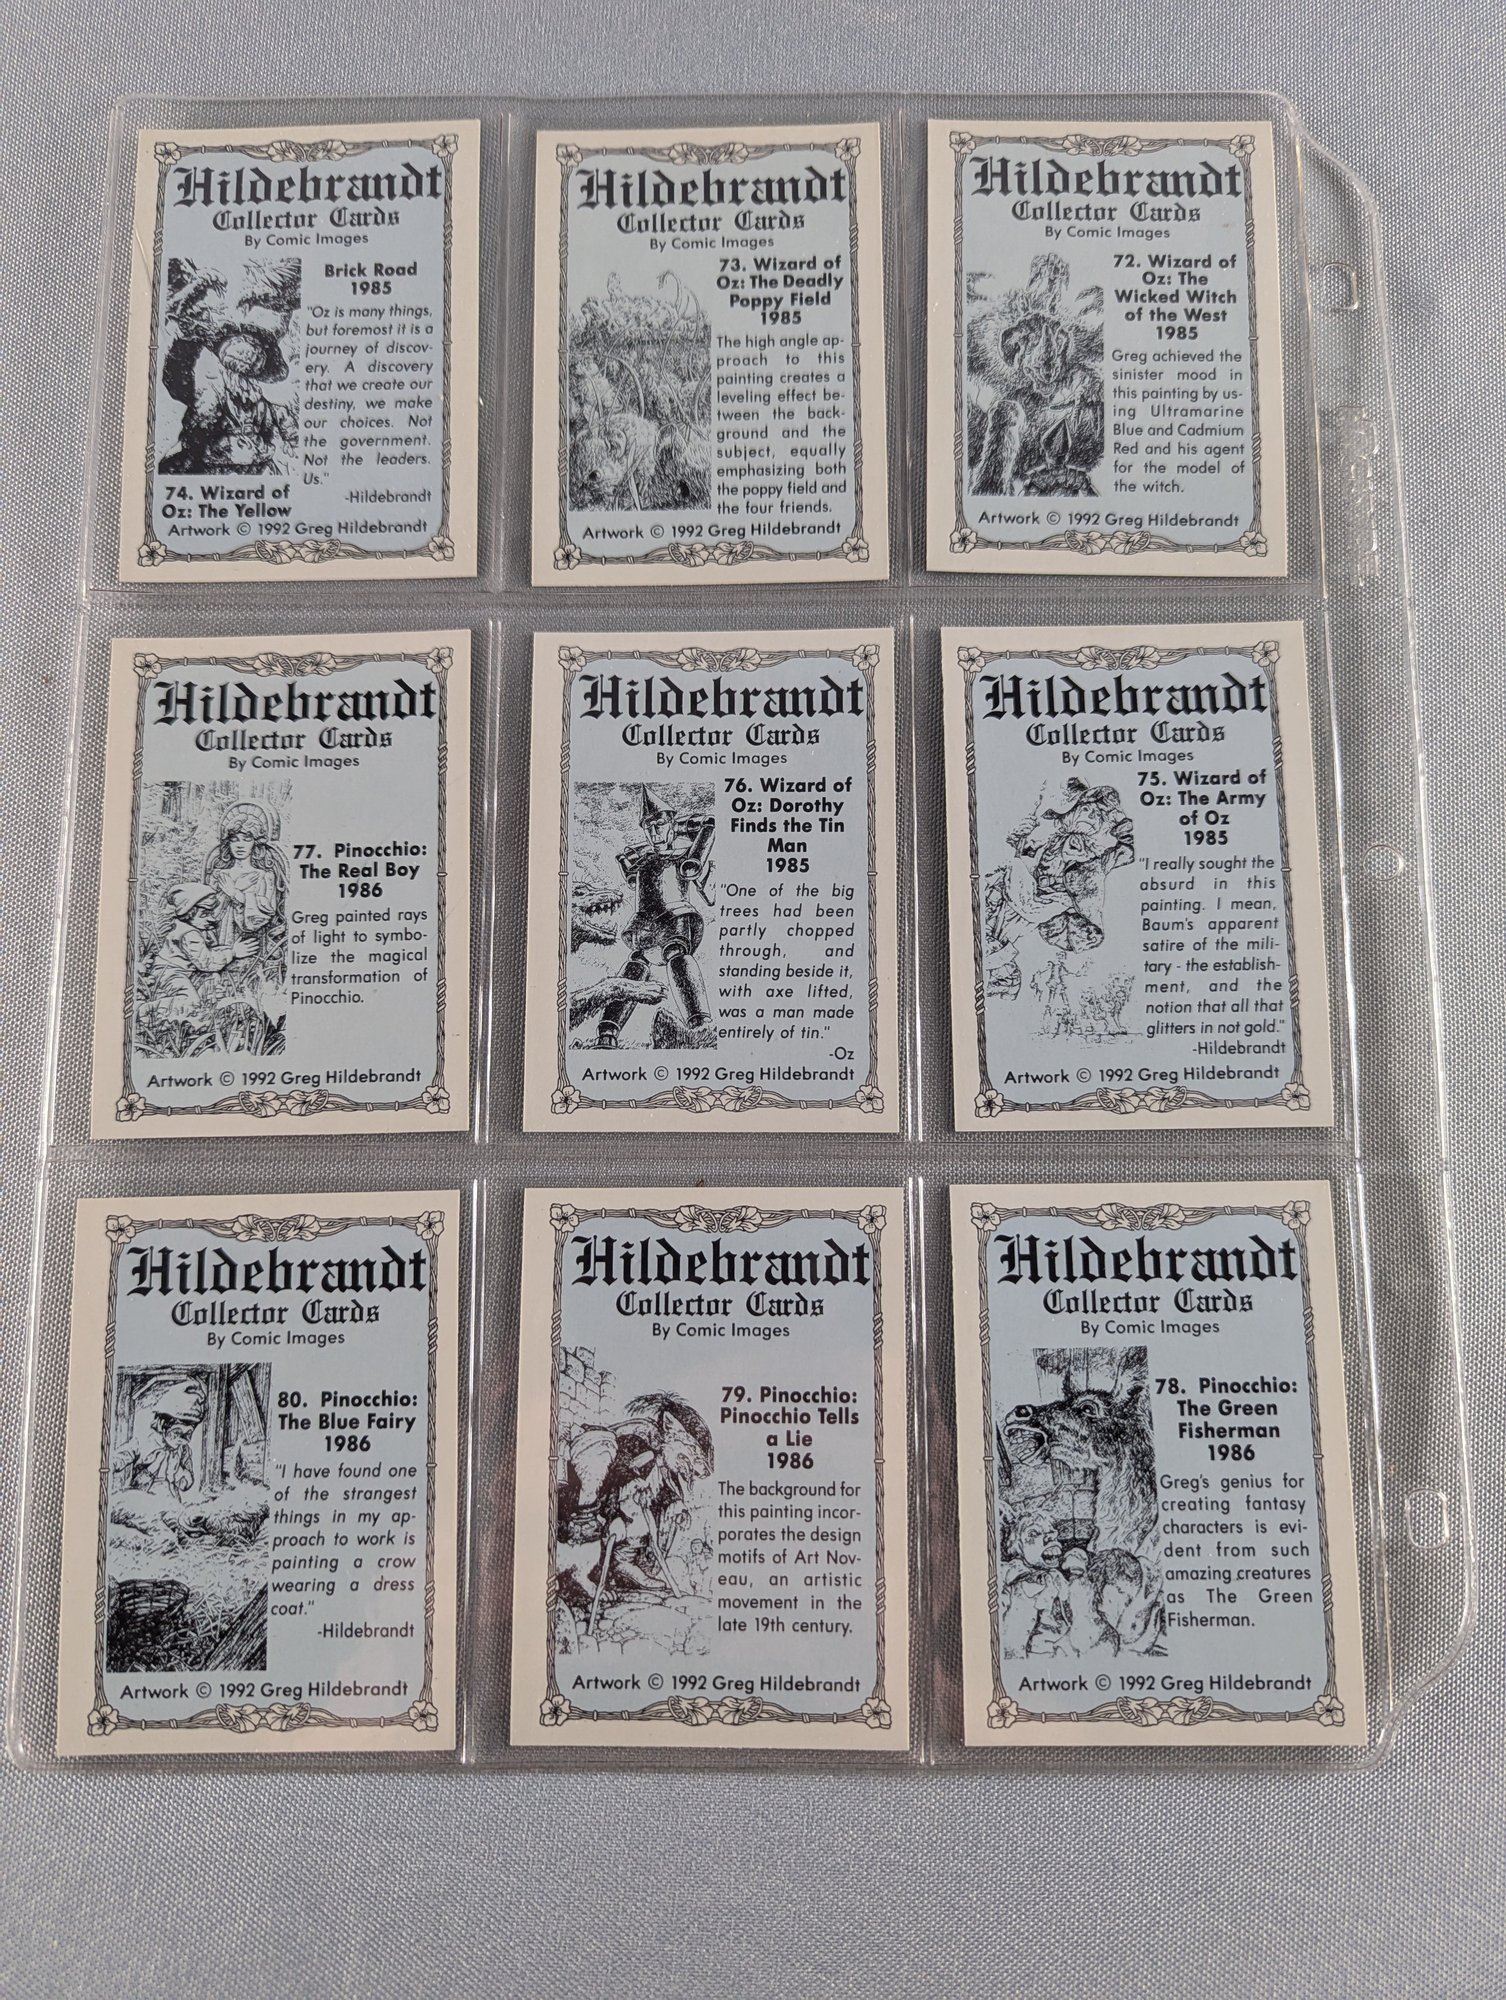 Hildebrandt
Collector Cards
By Comic Images
Brick Road
1985
"Oz is many things,
but foremost it is a
journey of discov-
ery. A discovery
that we create our
destiny, we make
our choices. Not
the government.
Not the leaders.
Us."
-Hildebrandt
74. Wizard of
Oz: The Yellow
Artwork © 1992 Greg Hildebrandt
Hildebrandt
Collector Cards
By Comic Images
73. Wizard of
Oz: The Deadly
Poppy Field
1985
The high angle ap-
proach to this
painting creates a
leveling effect be-
tween the back-
ground and the
subject, equally
emphasizing both
the poppy field and
the four friends.
Artwork © 1992 Greg Hildebrandt
Hildebrandt
Collector Cards
By Comic Images
72. Wizard of
Oz: The
Wicked Witch
of the West
1985
Greg achieved the
sinister mood in
this painting by us-
ing Ultramarine
Blue and Cadmium
Red and his agent
for the model of
the witch.
Artwork © 1992 Greg Hildebrandt
Hildebrandt
Collector Cards
By Comic Images
77. Pinocchio:
The Real Boy
1986
Greg painted rays
of light to symbo-
lize the magical
transformation of
Pinocchio.
Artwork © 1992 Greg Hildebrandt
Hildebrandt
Collector Cards
By Comic Images
76. Wizard of
Oz: Dorothy
Finds the Tin
Man
1985
"One of the big
trees had been
partly chopped
through, and
standing beside it,
with axe lifted,
was a man made
entirely of tin."
-Oz
Artwork © 1992 Greg Hildebrandt
Hildebrandt
Collector Cards
By Comic Images
75. Wizard of
Oz: The Army
of Oz
1985
"I really sought the
absurd in this
painting. I mean,
Baum's apparent
satire of the mili-
tary - the establish-
ment, and the
notion that all that
glitters in not gold."
-Hildebrandt
Artwork © 1992 Greg Hildebrandt
Hildebrandt
Collector Cards
By Comic Images
80. Pinocchio:
The Blue Fairy
1986
"I have found one
of the strangest
things in my ap-
proach to work is
painting a crow
wearing a dress
coat."
-Hildebrandt
Artwork © 1992 Greg Hildebrandt
Hildebrandt
Collector Cards
By Comic Images
79. Pinocchio:
Pinocchio Tells
a Lie
1986
The background for
this painting incor-
porates the design
motifs of Art Nov-
eau, an artistic
movement in the
late 19th century.
Artwork © 1992 Greg Hildebrandt
Hildebrandt
Collector Cards
By Comic Images
78. Pinocchio:
The Green
Fisherman
1986
Greg's genius for
creating fantasy
characters is evi-
dent from such
amazing creatures
as The Green
Fisherman.
Artwork © 1992 Greg Hildebrandt